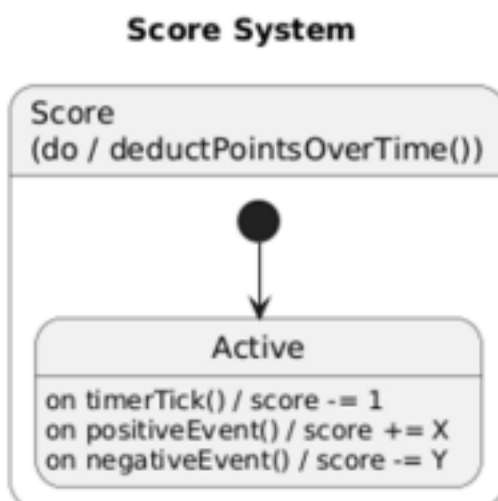 Score System
Score
(do / deductPointsOverTime())
Active
on timerTick() / score -= 1
on positiveEvent() / score += X
on negativeEvent() / score -= Y